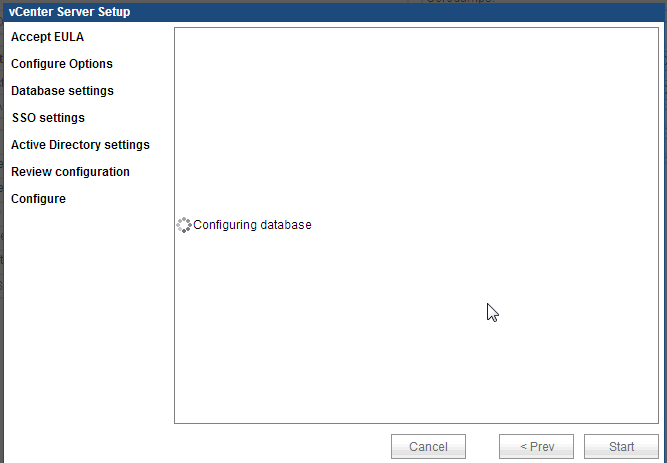 vCenter Server Setup
Accept EULA
Configure Options
Database settings
SSO settings
Active Directory settings
Review configuration
Configure
Configuring database
Cancel
< Prev
Start